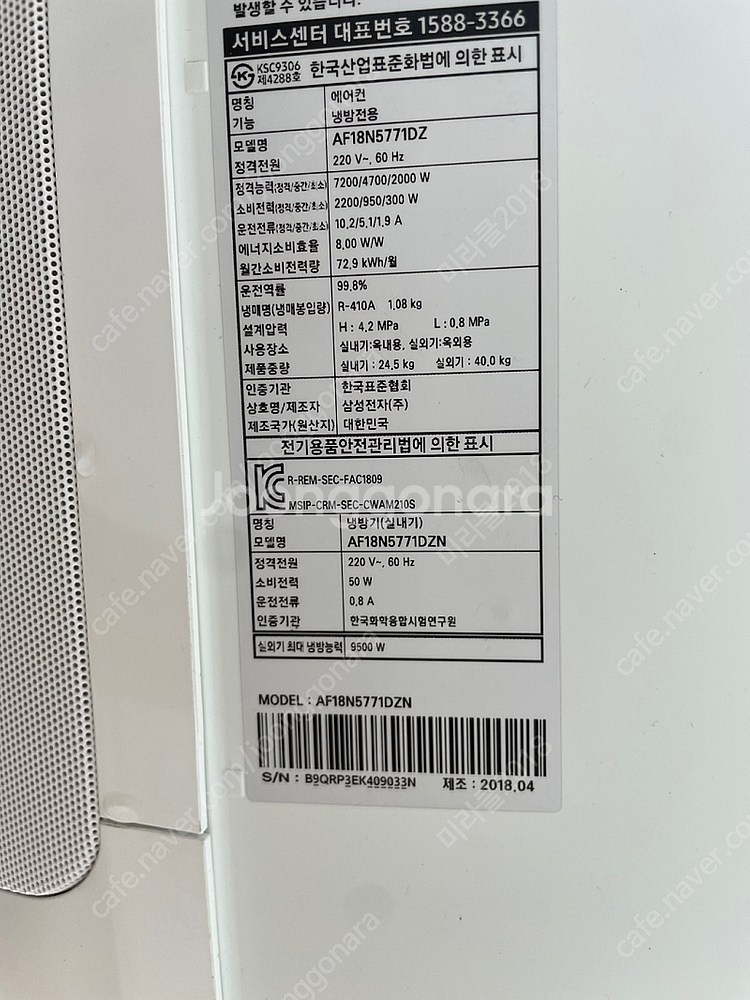 발생할 수 있습니다.
서비스센터 대표번호 1588-3366
KSC9306
제4288호
한국산업표준화법에 의한 표시
명칭 에어컨
기능 냉방전용
모델명 AF18N5771DZ
정격전원 220 V~, 60 Hz
정격능력(정격/중간/최소) 7200/4700/2000 W
소비전력(정격/중간/최소) 2200/950/300 W
운전전류(정격/중간/최소) 10.2/5.1/1.9 A
에너지소비효율 8.00 W/W
월간소비전력량 72.9 kWh/월
운전역률 99.8%
냉매명(냉매봉입량) R-410A 1.08 kg
설계압력 H : 4.2 MPa L : 0.8 MPa
사용장소 실내기:옥내용, 실외기:옥외용
제품중량 실내기 : 24.5 kg 실외기 : 40.0 kg
인증기관 한국표준협회
상호명/제조자 삼성전자(주)
제조국가(원산지) 대한민국
전기용품안전관리법에 의한 표시
R-REM-SEC-FAC1809
MSIP-CRM-SEC-CWAM210S
명칭 냉방기(실내기)
모델명 AF18N5771DZN
정격전원 220 V~, 60 Hz
소비전력 50 W
운전전류 0.8 A
인증기관 한국화학융합시험연구원
실외기 최대 냉방능력 9500 W
MODEL : AF18N5771DZN
S/N : B9QRP3EK409033N 제조 : 2018.04
Joonggonara
cafe.naver.com/joonggonara
미라클2018